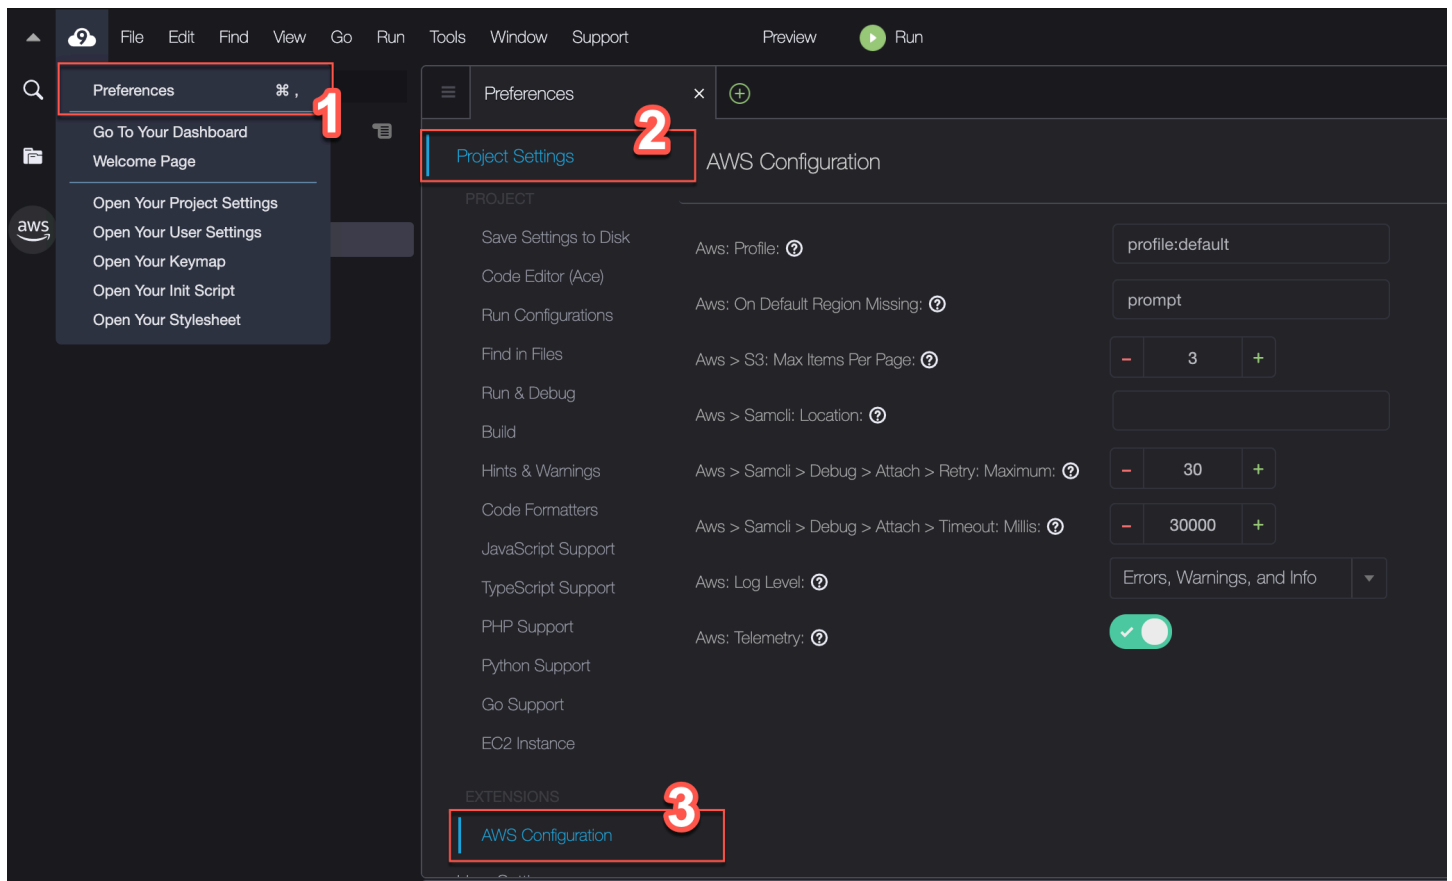 9 File Edit Find View Go Run Tools Window Support Preview Run
Preferences ⌘ ,
1
Go To Your Dashboard
Welcome Page
Open Your Project Settings
Open Your User Settings
Open Your Keymap
Open Your Init Script
Open Your Stylesheet
aws
Preferences ×
2
Project Settings
PROJECT
Save Settings to Disk
Code Editor (Ace)
Run Configurations
Find in Files
Run & Debug
Build
Hints & Warnings
Code Formatters
JavaScript Support
TypeScript Support
PHP Support
Python Support
Go Support
EC2 Instance
EXTENSIONS
3
AWS Configuration
AWS Configuration
Aws: Profile: ? profile:default
Aws: On Default Region Missing: ? prompt
Aws > S3: Max Items Per Page: ? – 3 +
Aws > Samcli: Location: ?
Aws > Samcli > Debug > Attach > Retry: Maximum: ? – 30 +
Aws > Samcli > Debug > Attach > Timeout: Millis: ? – 30000 +
Aws: Log Level: ? Errors, Warnings, and Info
Aws: Telemetry: ?